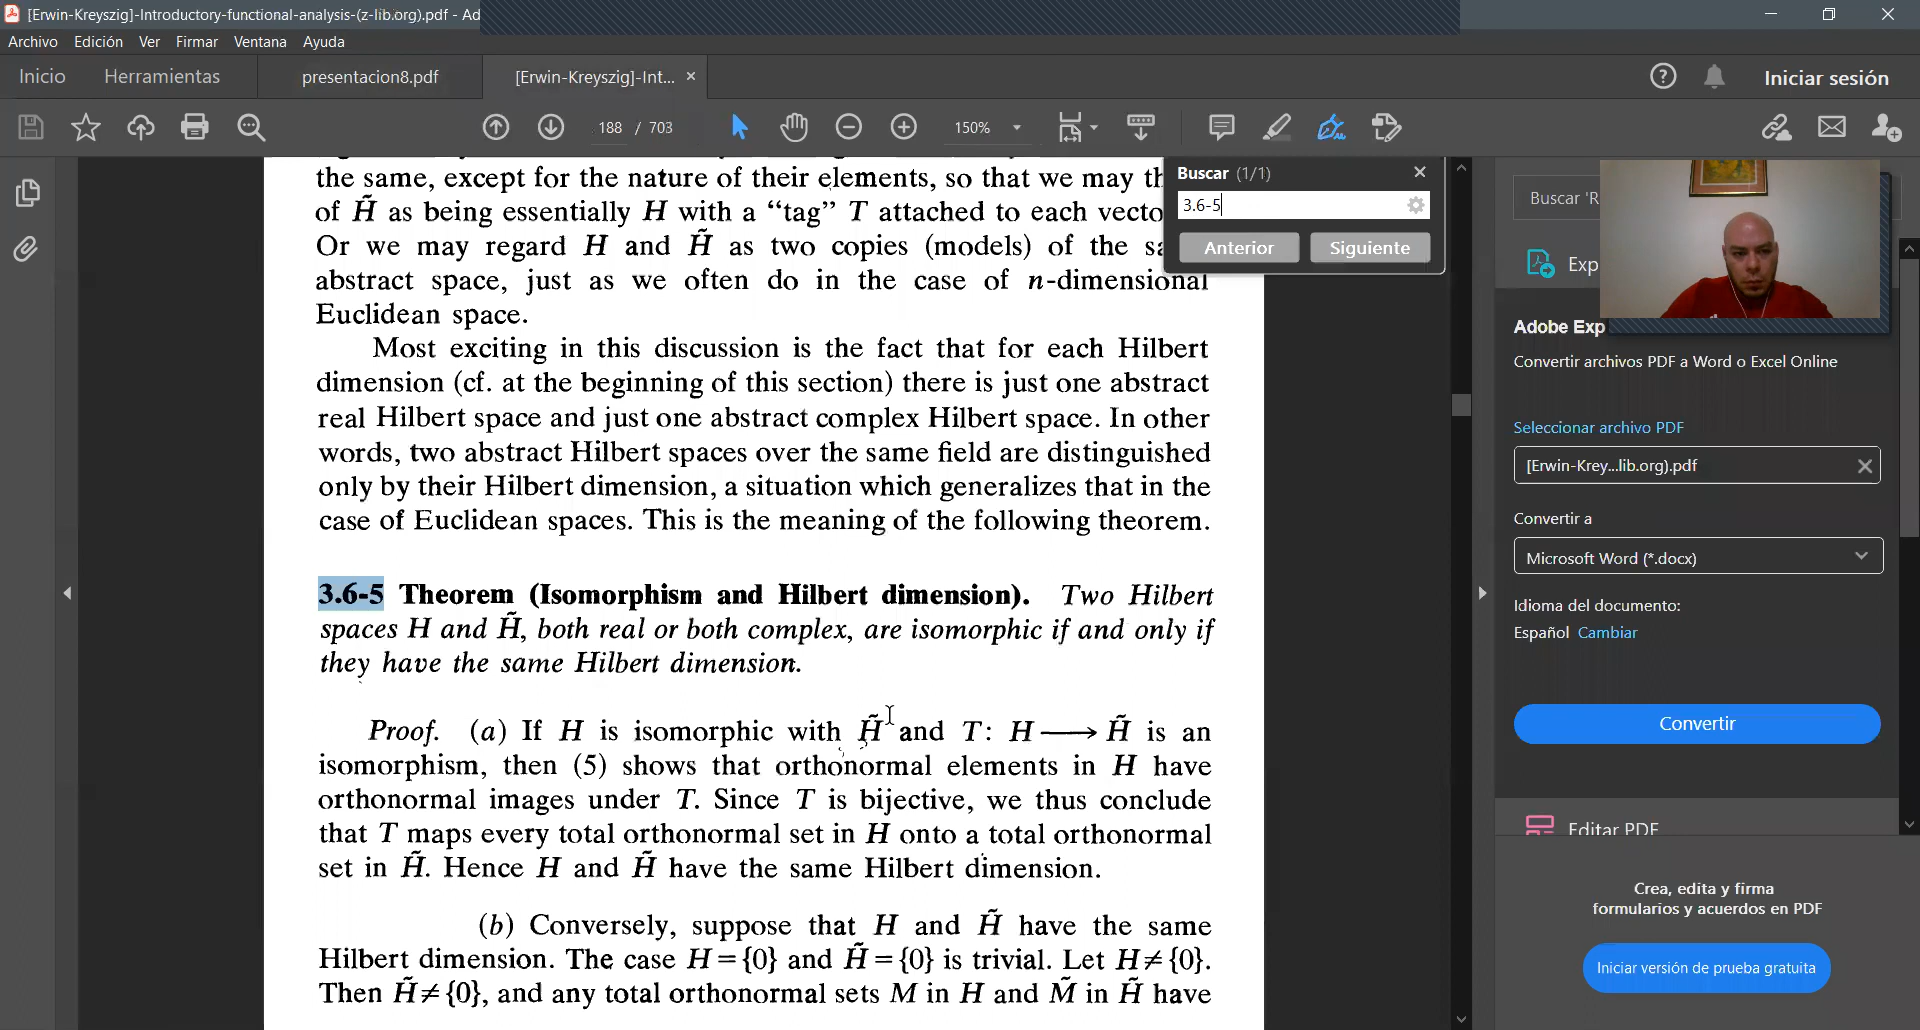 [Erwin-Kreyszig]-Introductory-functional-analysis-(z-lib.org).pdf - Ad
Archivo Edición Ver Firmar Ventana Ayuda
Inicio Herramientas presentacion8.pdf [Erwin-Kreyszig]-Int... × Iniciar sesión
188 / 703 150%
the same, except for the nature of their elements, so that we may th
of H̃ as being essentially H with a “tag” T attached to each vecto
Or we may regard H and H̃ as two copies (models) of the sa
abstract space, just as we often do in the case of n-dimensional
Euclidean space.
Most exciting in this discussion is the fact that for each Hilbert
dimension (cf. at the beginning of this section) there is just one abstract
real Hilbert space and just one abstract complex Hilbert space. In other
words, two abstract Hilbert spaces over the same field are distinguished
only by their Hilbert dimension, a situation which generalizes that in the
case of Euclidean spaces. This is the meaning of the following theorem.
3.6-5 Theorem (Isomorphism and Hilbert dimension). Two Hilbert
spaces H and H̃, both real or both complex, are isomorphic if and only if
they have the same Hilbert dimension.
Proof. (a) If H is isomorphic with H̃ and T: H ⟶ H̃ is an
isomorphism, then (5) shows that orthonormal elements in H have
orthonormal images under T. Since T is bijective, we thus conclude
that T maps every total orthonormal set in H onto a total orthonormal
set in H̃. Hence H and H̃ have the same Hilbert dimension.
(b) Conversely, suppose that H and H̃ have the same
Hilbert dimension. The case H = {0} and H̃ = {0} is trivial. Let H ≠ {0}.
Then H̃ ≠ {0}, and any total orthonormal sets M in H and M̃ in H̃ have
Buscar (1/1)
3.6-5
Anterior Siguiente
Buscar 'R
Exp
Adobe Exp
Convertir archivos PDF a Word o Excel Online
Seleccionar archivo PDF
[Erwin-Krey...lib.org).pdf
Convertir a
Microsoft Word (*.docx)
Idioma del documento:
Español Cambiar
Convertir
Editar PDF
Crea, edita y firma
formularios y acuerdos en PDF
Iniciar versión de prueba gratuita